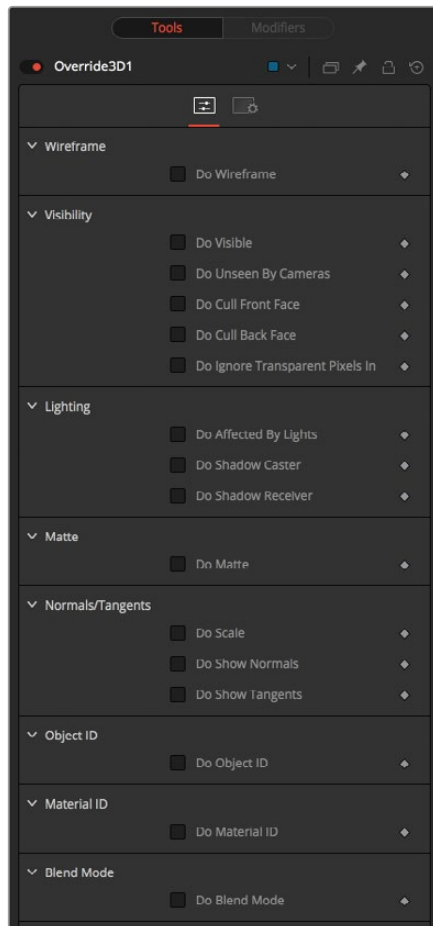 Tools Modifiers
Override3D1
Wireframe
Do Wireframe
Visibility
Do Visible
Do Unseen By Cameras
Do Cull Front Face
Do Cull Back Face
Do Ignore Transparent Pixels In
Lighting
Do Affected By Lights
Do Shadow Caster
Do Shadow Receiver
Matte
Do Matte
Normals/Tangents
Do Scale
Do Show Normals
Do Show Tangents
Object ID
Do Object ID
Material ID
Do Material ID
Blend Mode
Do Blend Mode